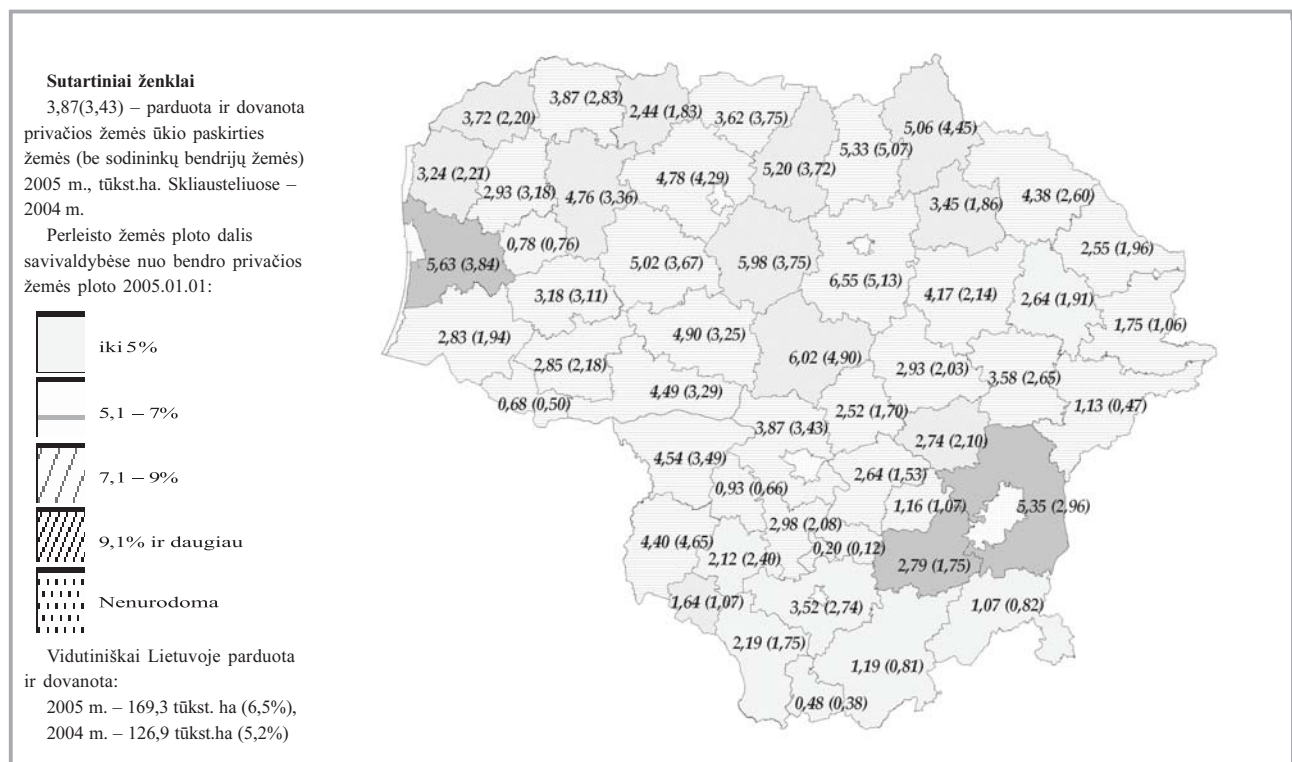 Sutartiniai ženklai
3,87(3,43) – parduota ir dovanota
privačios žemės ūkio paskirties
žemės (be sodininkų bendrijų žemės)
2005 m., tūkst.ha. Skliausteliuose –
2004 m.
Perleisto žemės ploto dalis
savivaldybėse nuo bendro privačios
žemės ploto 2005.01.01:
iki 5%
5,1 – 7%
7,1 – 9%
9,1% ir daugiau
Nenurodoma
Vidutiniškai Lietuvoje parduota
ir dovanota:
2005 m. – 169,3 tūkst. ha (6,5%),
2004 m. – 126,9 tūkst.ha (5,2%)
3,72 (2,20)
3,87 (2,83)
2,44 (1,83)
3,62 (3,75)
5,20 (3,72)
5,33 (5,07)
5,06 (4,45)
3,24 (2,21)
2,93 (3,18)
4,76 (3,36)
4,78 (4,29)
3,45 (1,86)
4,38 (2,60)
2,55 (1,96)
5,63 (3,84)
0,78 (0,76)
5,02 (3,67)
5,98 (3,75)
6,55 (5,13)
4,17 (2,14)
2,64 (1,91)
1,75 (1,06)
3,18 (3,11)
2,83 (1,94)
4,90 (3,25)
2,85 (2,18)
6,02 (4,90)
2,93 (2,03)
3,58 (2,65)
0,68 (0,50)
4,49 (3,29)
2,52 (1,70)
1,13 (0,47)
3,87 (3,43)
2,74 (2,10)
4,54 (3,49)
0,93 (0,66)
2,64 (1,53)
1,16 (1,07)
5,35 (2,96)
2,98 (2,08)
4,40 (4,65)
2,12 (2,40)
0,20 (0,12)
2,79 (1,75)
1,64 (1,07)
3,52 (2,74)
1,07 (0,82)
2,19 (1,75)
1,19 (0,81)
0,48 (0,38)